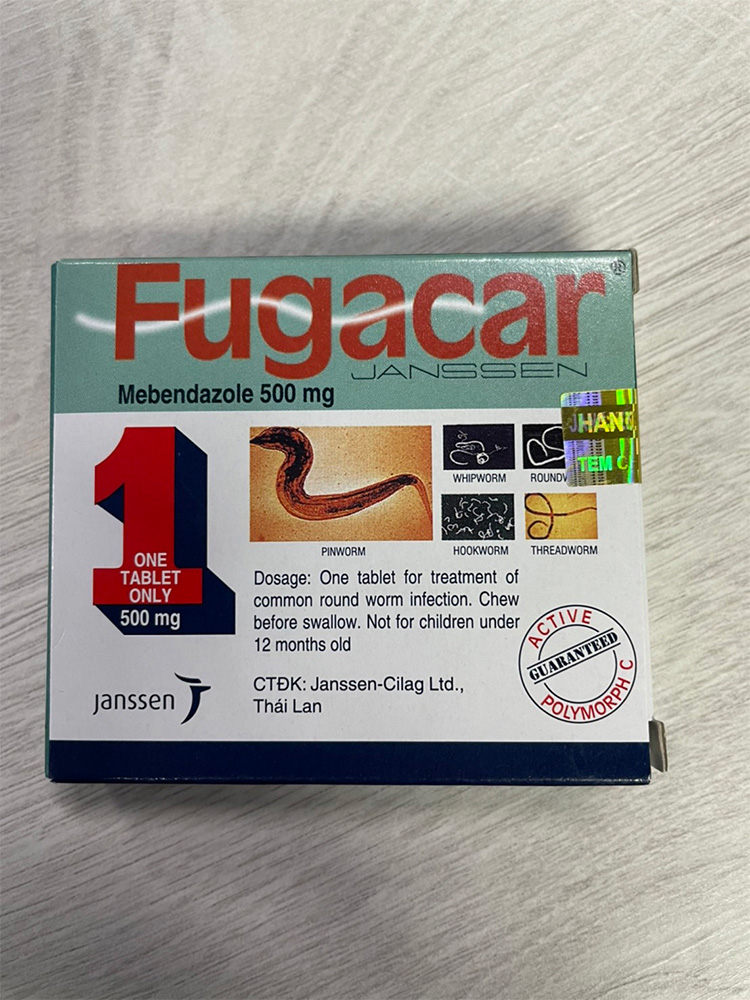 Fugacar®
JANSSEN
Mebendazole 500 mg
JHAN
TEM C
1
ONE
TABLET
ONLY
500 mg
WHIPWORM
PINWORM
HOOKWORM
THREADWORM
Dosage: One tablet for treatment of
common round worm infection. Chew
before swallow. Not for children under
12 months old
ACTIVE
GUARANTEED
POLYMORPH C
janssen
CTĐK: Janssen-Cilag Ltd.,
Thái Lan